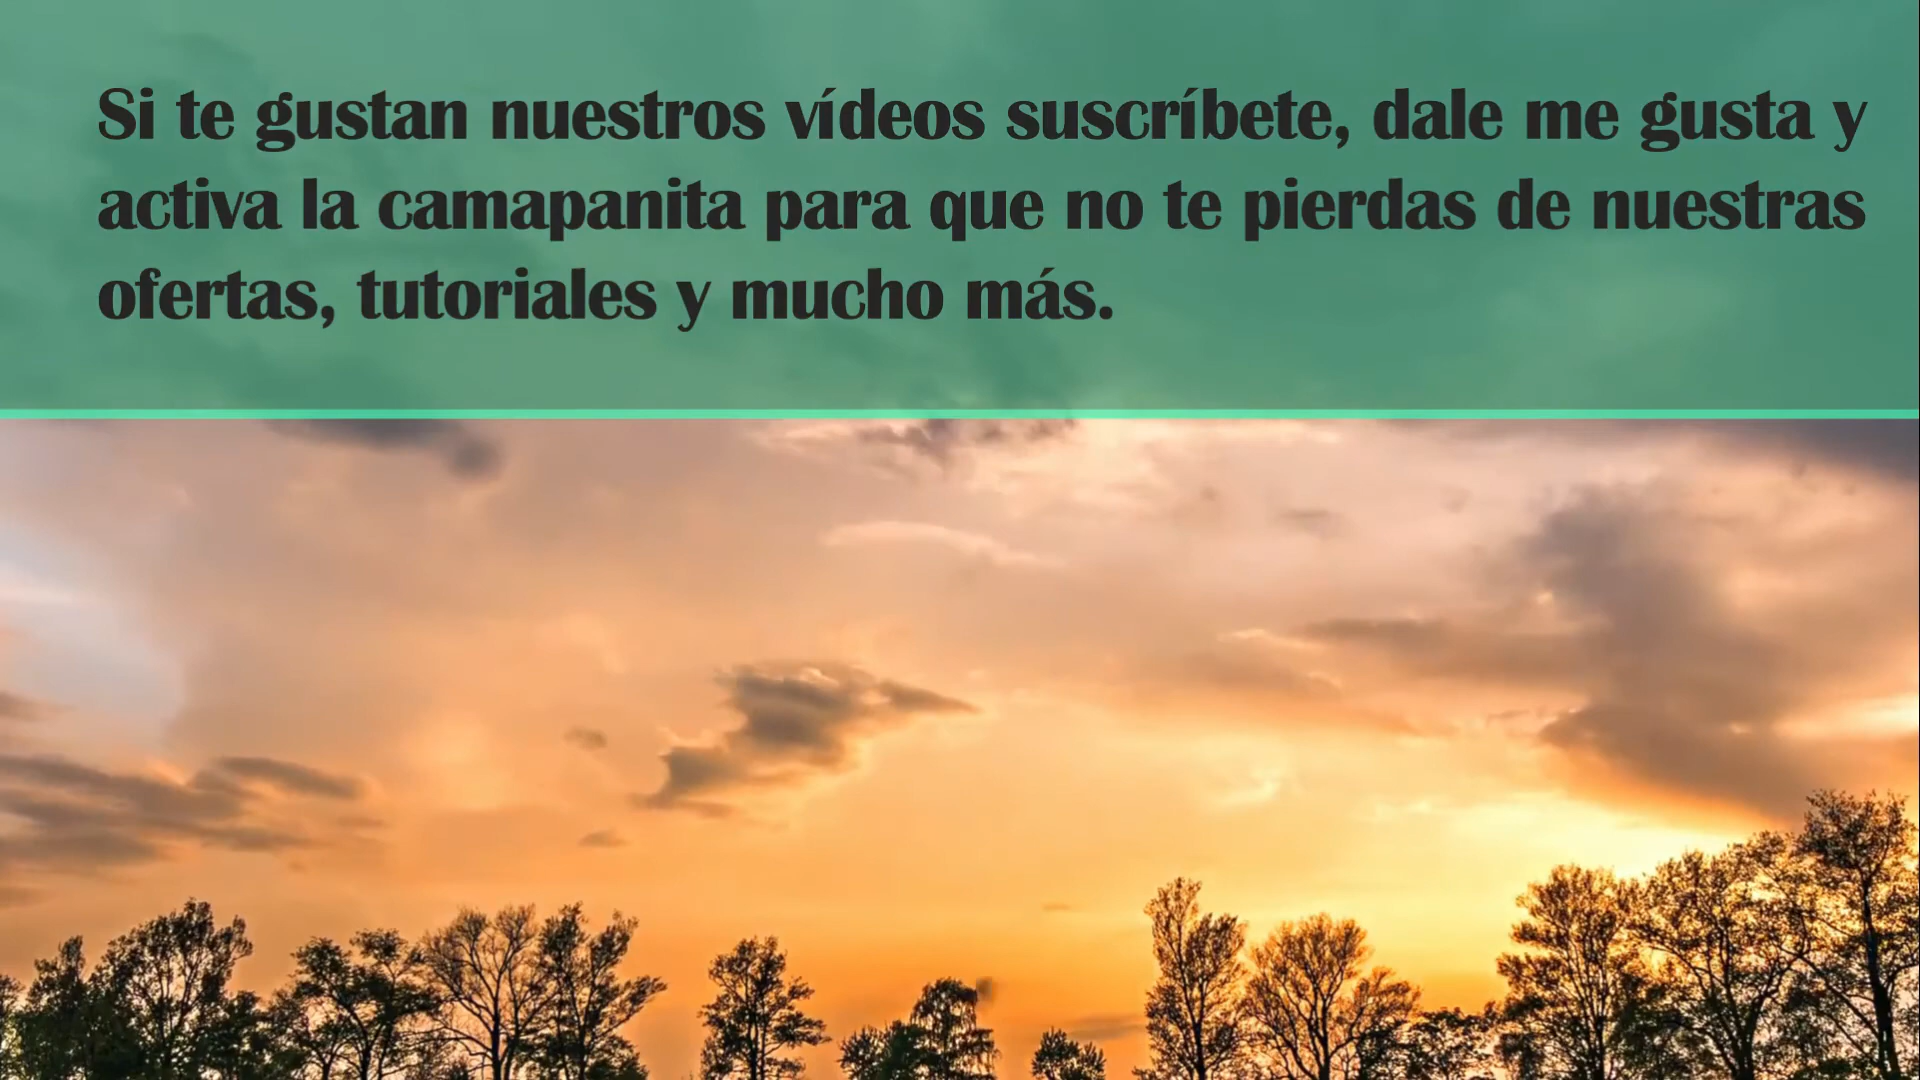 Si te gustan nuestros vídeos suscríbete, dale me gusta y
activa la camapanita para que no te pierdas de nuestras
ofertas, tutoriales y mucho más.